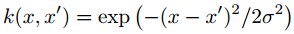 k(x, x′) = exp (−(x − x′)²/2σ²)